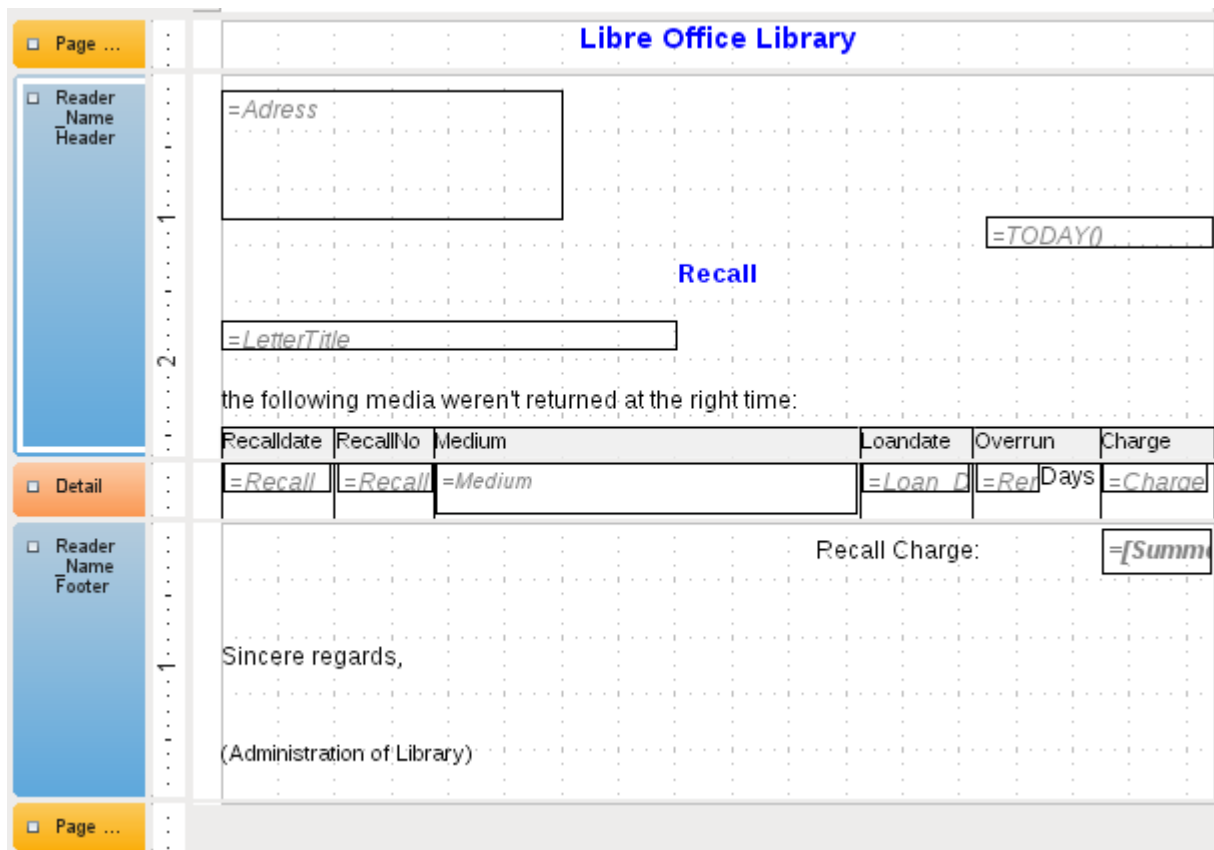 Page ...
Libre Office Library
Reader
_Name
Header
=Adress
1
=TODAY()
Recall
=LetterTitle
2
the following media weren't returned at the right time:
Recalldate RecallNo Medium Loandate Overrun Charge
Detail
=Recall =Recall =Medium =Loan_D =Rer Days =Charge
Reader
_Name
Footer
Recall Charge:
=[Summe
Sincere regards,
1
(Administration of Library)
Page ...